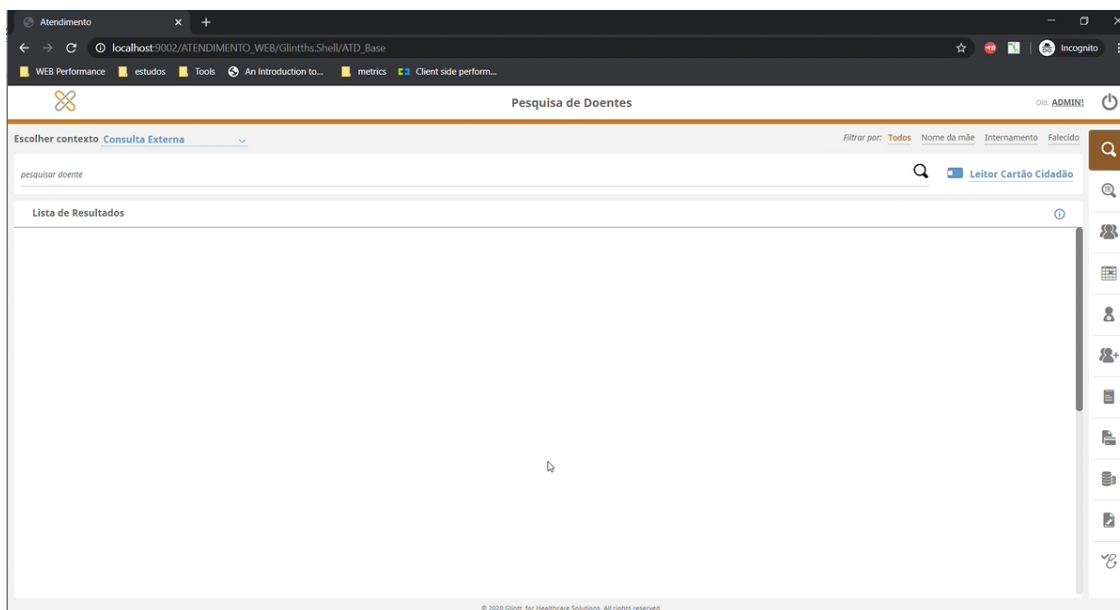 Atendimento
localhost:9002/ATENDIMENTO_WEB/Glintths.Shell/ATD_Base
Incognito
WEB Performance estudos Tools An Introduction to... metrics Client side perform...
Pesquisa de Doentes
Olá, ADMIN!
Escolher contexto Consulta Externa
Filtrar por: Todos Nome da mãe Internamento Falecido
pesquisar doente
Leitor Cartão Cidadão
Lista de Resultados
© 2020 Glintt, for Healthcare Solutions. All rights reserved.